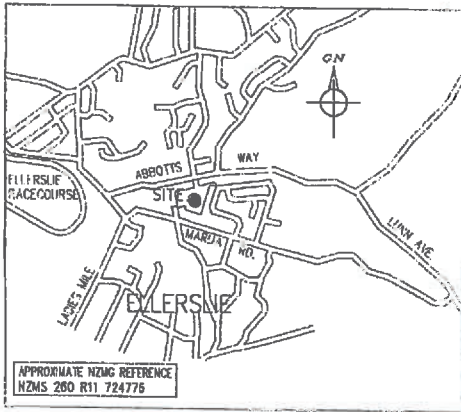 GN
ABBOTTS WAY
ELLERSLIE
RACECOURSE
SITE
LUNN AVE.
MARUA RD.
LADIES MILE
ELLERSLIE
APPROXIMATE NZMG REFERENCE
NZMS 260 R11 724776